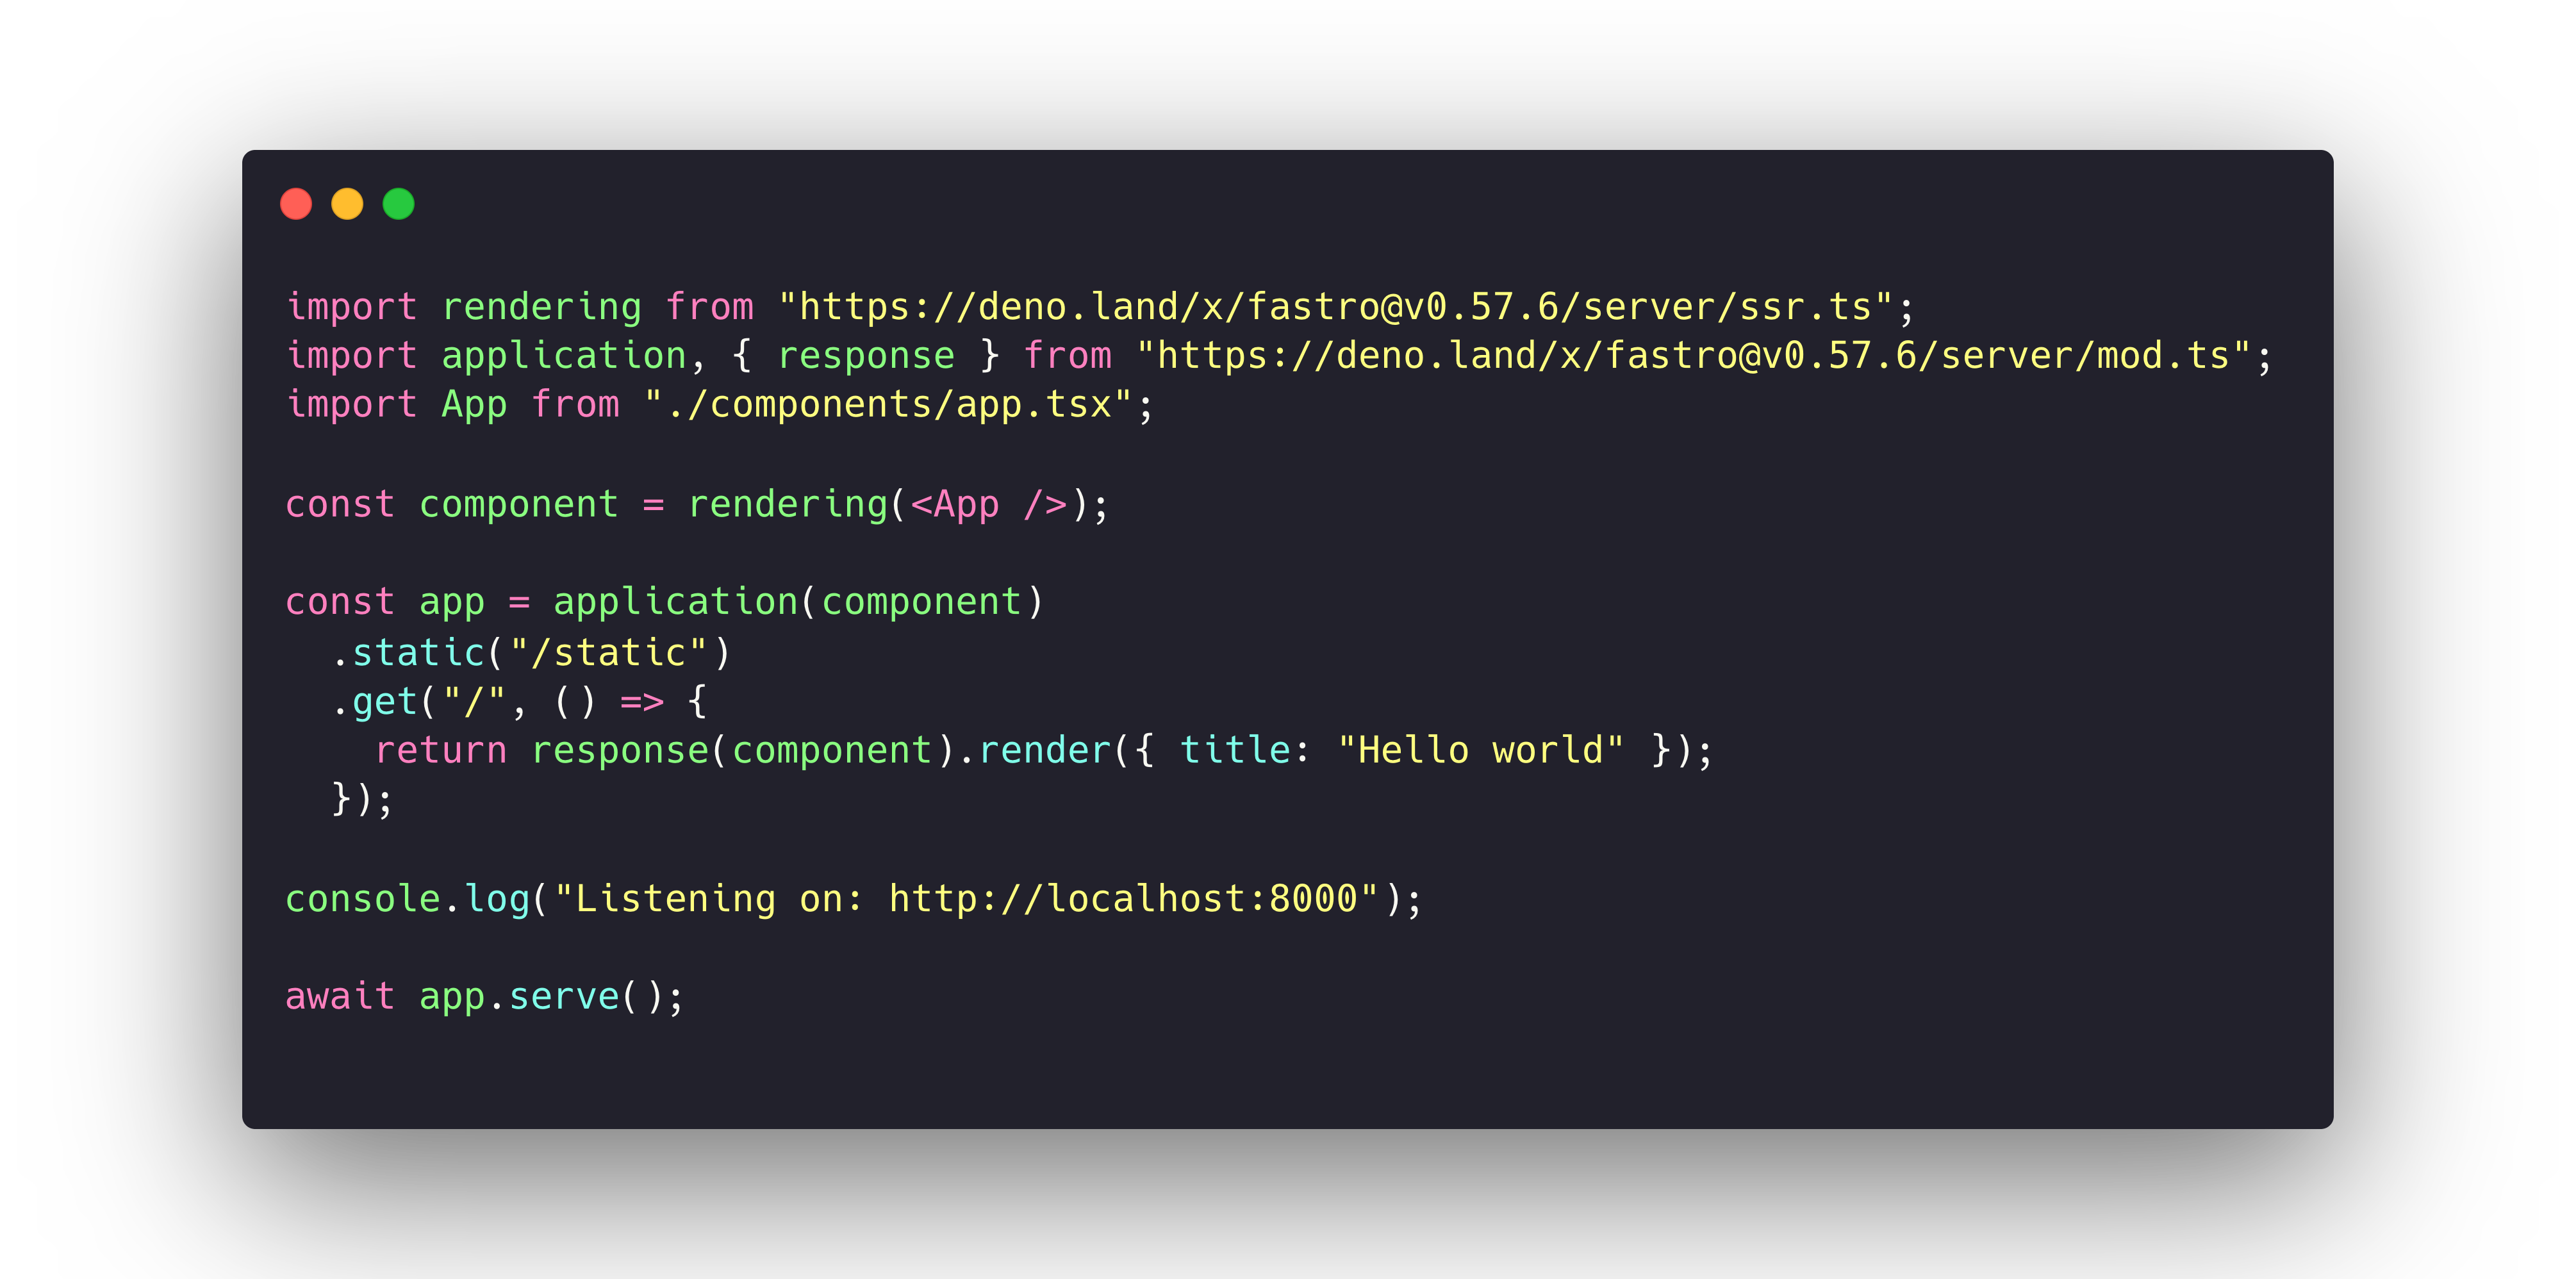 import rendering from "https://deno.land/x/fastro@v0.57.6/server/ssr.ts";
import application, { response } from "https://deno.land/x/fastro@v0.57.6/server/mod.ts";
import App from "./components/app.tsx";

const component = rendering(<App />);

const app = application(component)
  .static("/static")
  .get("/", () => {
    return response(component).render({ title: "Hello world" });
  });

console.log("Listening on: http://localhost:8000");

await app.serve();